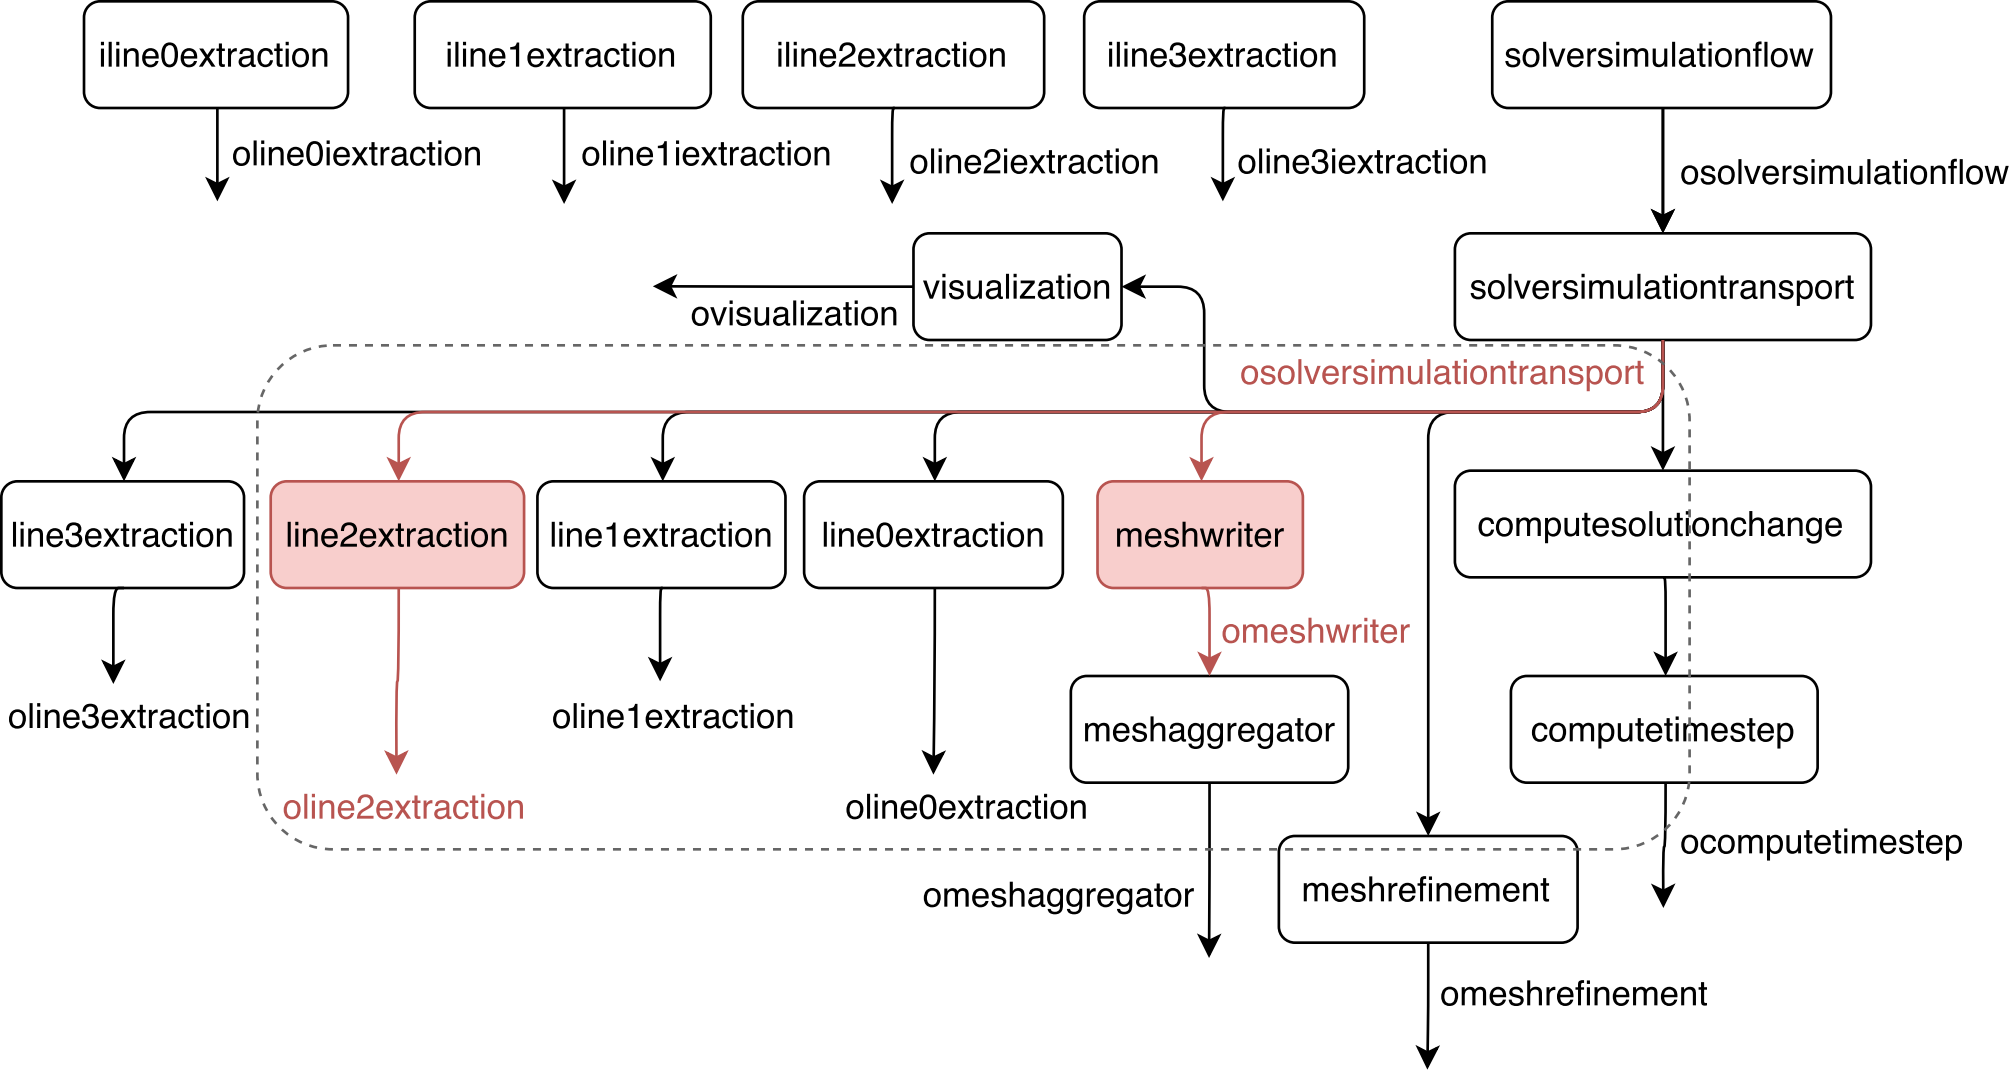 iline0extraction
iline1extraction
iline2extraction
iline3extraction
solversimulationflow
oline0iextraction
oline1iextraction
oline2iextraction
oline3iextraction
osolversimulationflow
visualization
solversimulationtransport
ovisualization
osolversimulationtransport
line3extraction
line2extraction
line1extraction
line0extraction
meshwriter
computesolutionchange
omeshwriter
oline3extraction
oline1extraction
meshaggregator
computetimestep
oline2extraction
oline0extraction
ocomputetimestep
omeshaggregator
meshrefinement
omeshrefinement